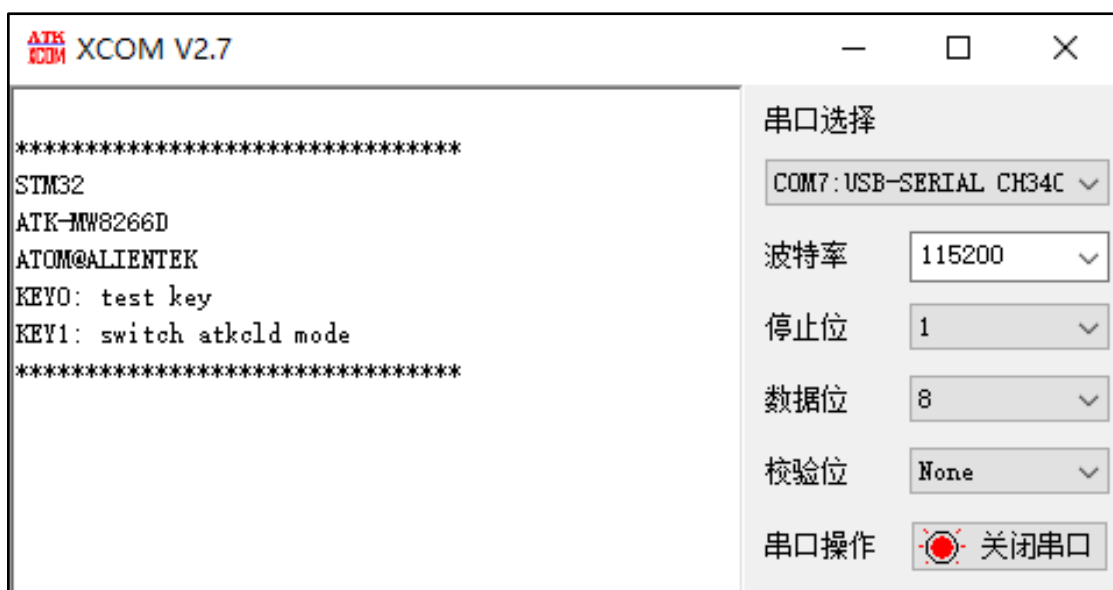 ATK XCOM XCOM V2.7
********************************
STM32
ATK-MW8266D
ATOM@ALIENTEK
KEY0: test key
KEY1: switch atkcld mode
********************************
串口选择
COM7:USB-SERIAL CH340
波特率 115200
停止位 1
数据位 8
校验位 None
串口操作 关闭串口